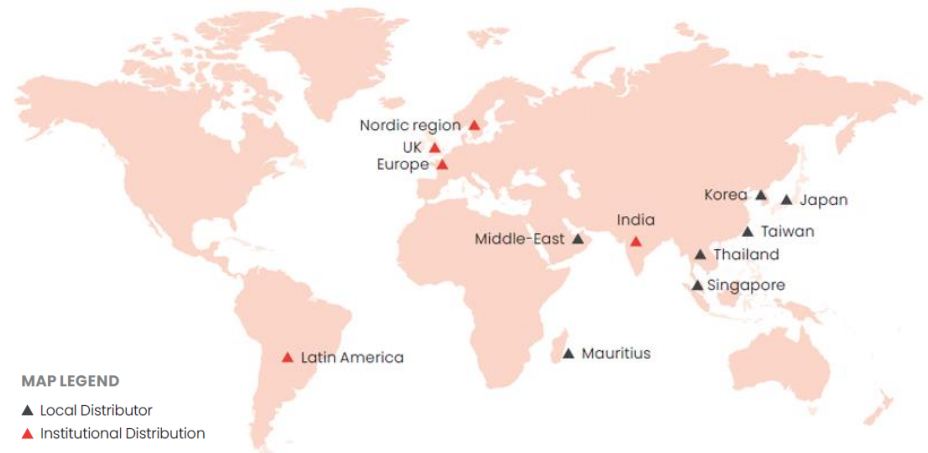 Nordic region
UK
Europe
Korea
Japan
India
Taiwan
Middle-East
Thailand
Singapore
Mauritius
Latin America
MAP LEGEND
Local Distributor
Institutional Distribution